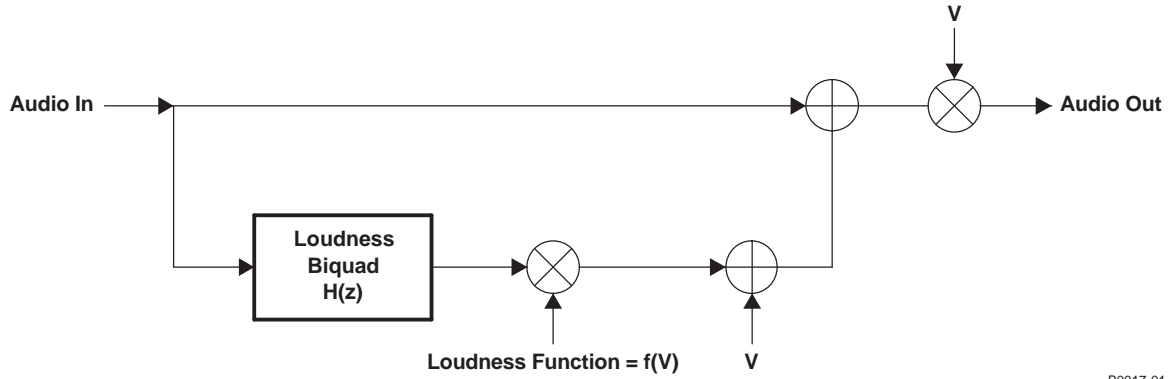 V
Audio In
Audio Out
Loudness
Biquad
H(z)
Loudness Function = f(V)
V